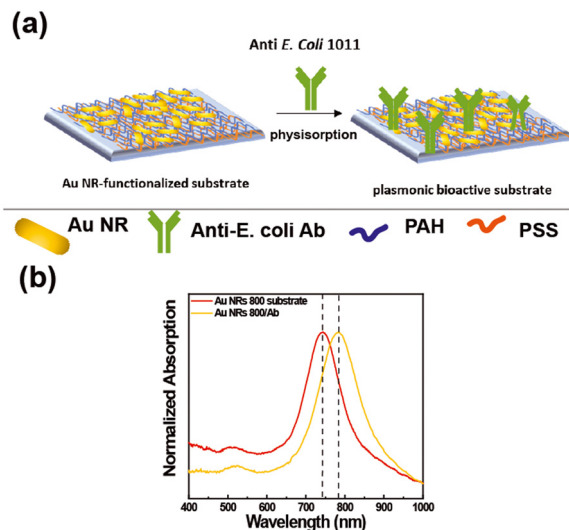 (a)
Anti E. Coli 1011
physisorption
Au NR-functionalized substrate
plasmonic bioactive substrate
Au NR
Anti-E. coli Ab
PAH
PSS
(b)
Au NRs 800 substrate
Au NRs 800/Ab
Normalized Absorption
400 500 600 700 800 900 1000
Wavelength (nm)